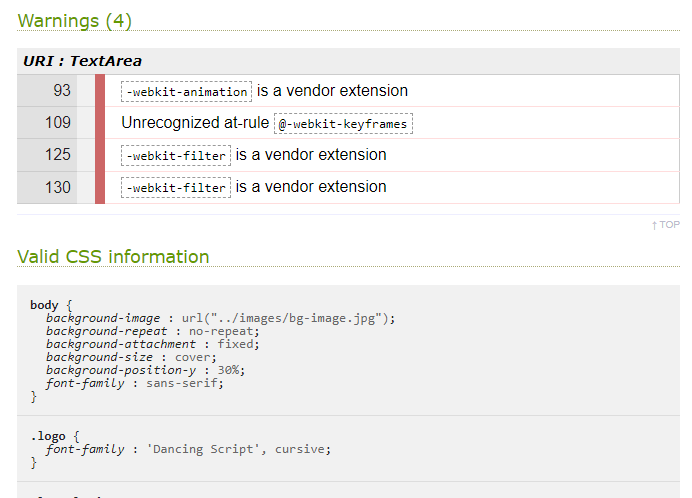 Warnings (4)
URI : TextArea
93 -webkit-animation is a vendor extension
109 Unrecognized at-rule @-webkit-keyframes
125 -webkit-filter is a vendor extension
130 -webkit-filter is a vendor extension
↑ TOP
Valid CSS information
body {
background-image : url("../images/bg-image.jpg");
background-repeat : no-repeat;
background-attachment : fixed;
background-size : cover;
background-position-y : 30%;
font-family : sans-serif;
}
.logo {
font-family : 'Dancing Script', cursive;
}